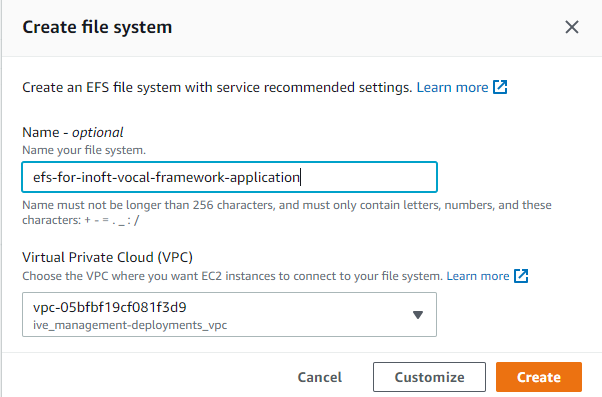 Create file system
Create an EFS file system with service recommended settings. Learn more
Name - optional
Name your file system.
efs-for-inoft-vocal-framework-application
Name must not be longer than 256 characters, and must only contain letters, numbers, and these
characters: + - = . _ : /
Virtual Private Cloud (VPC)
Choose the VPC where you want EC2 instances to connect to your file system. Learn more
vpc-05bfbf19cf081f3d9
ive_management-deployments_vpc
Cancel Customize Create